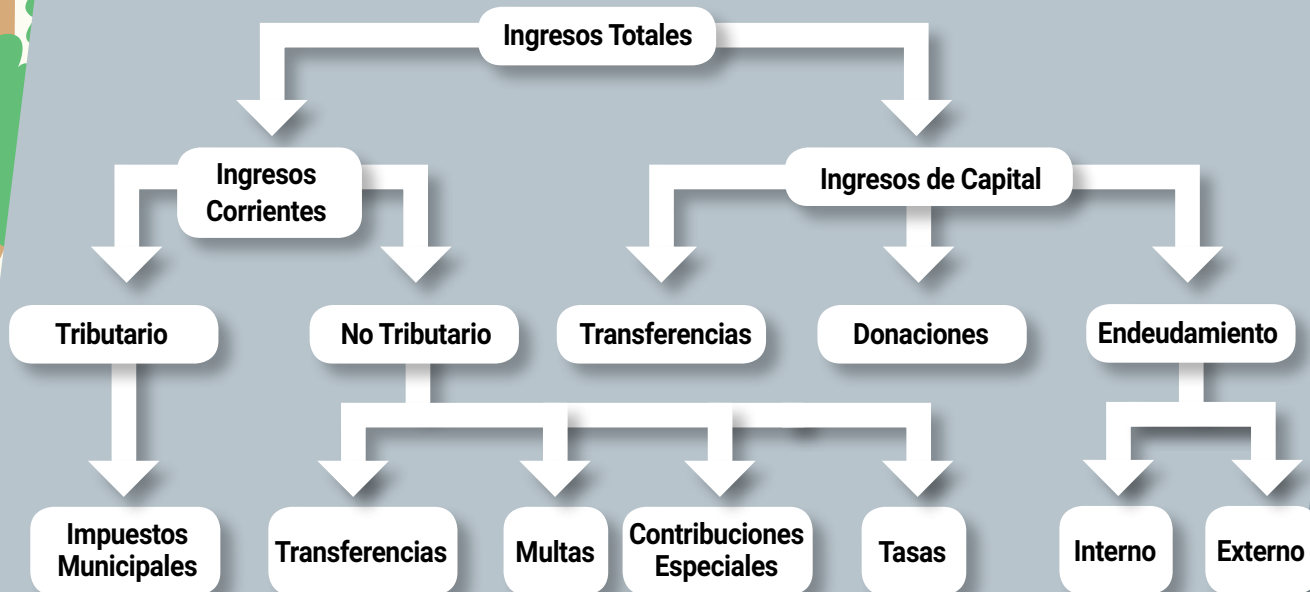 Ingresos Totales
Ingresos
Corrientes
Ingresos de Capital
Tributario
No Tributario
Transferencias
Donaciones
Endeudamiento
Impuestos
Municipales
Transferencias
Multas
Contribuciones
Especiales
Tasas
Interno
Externo